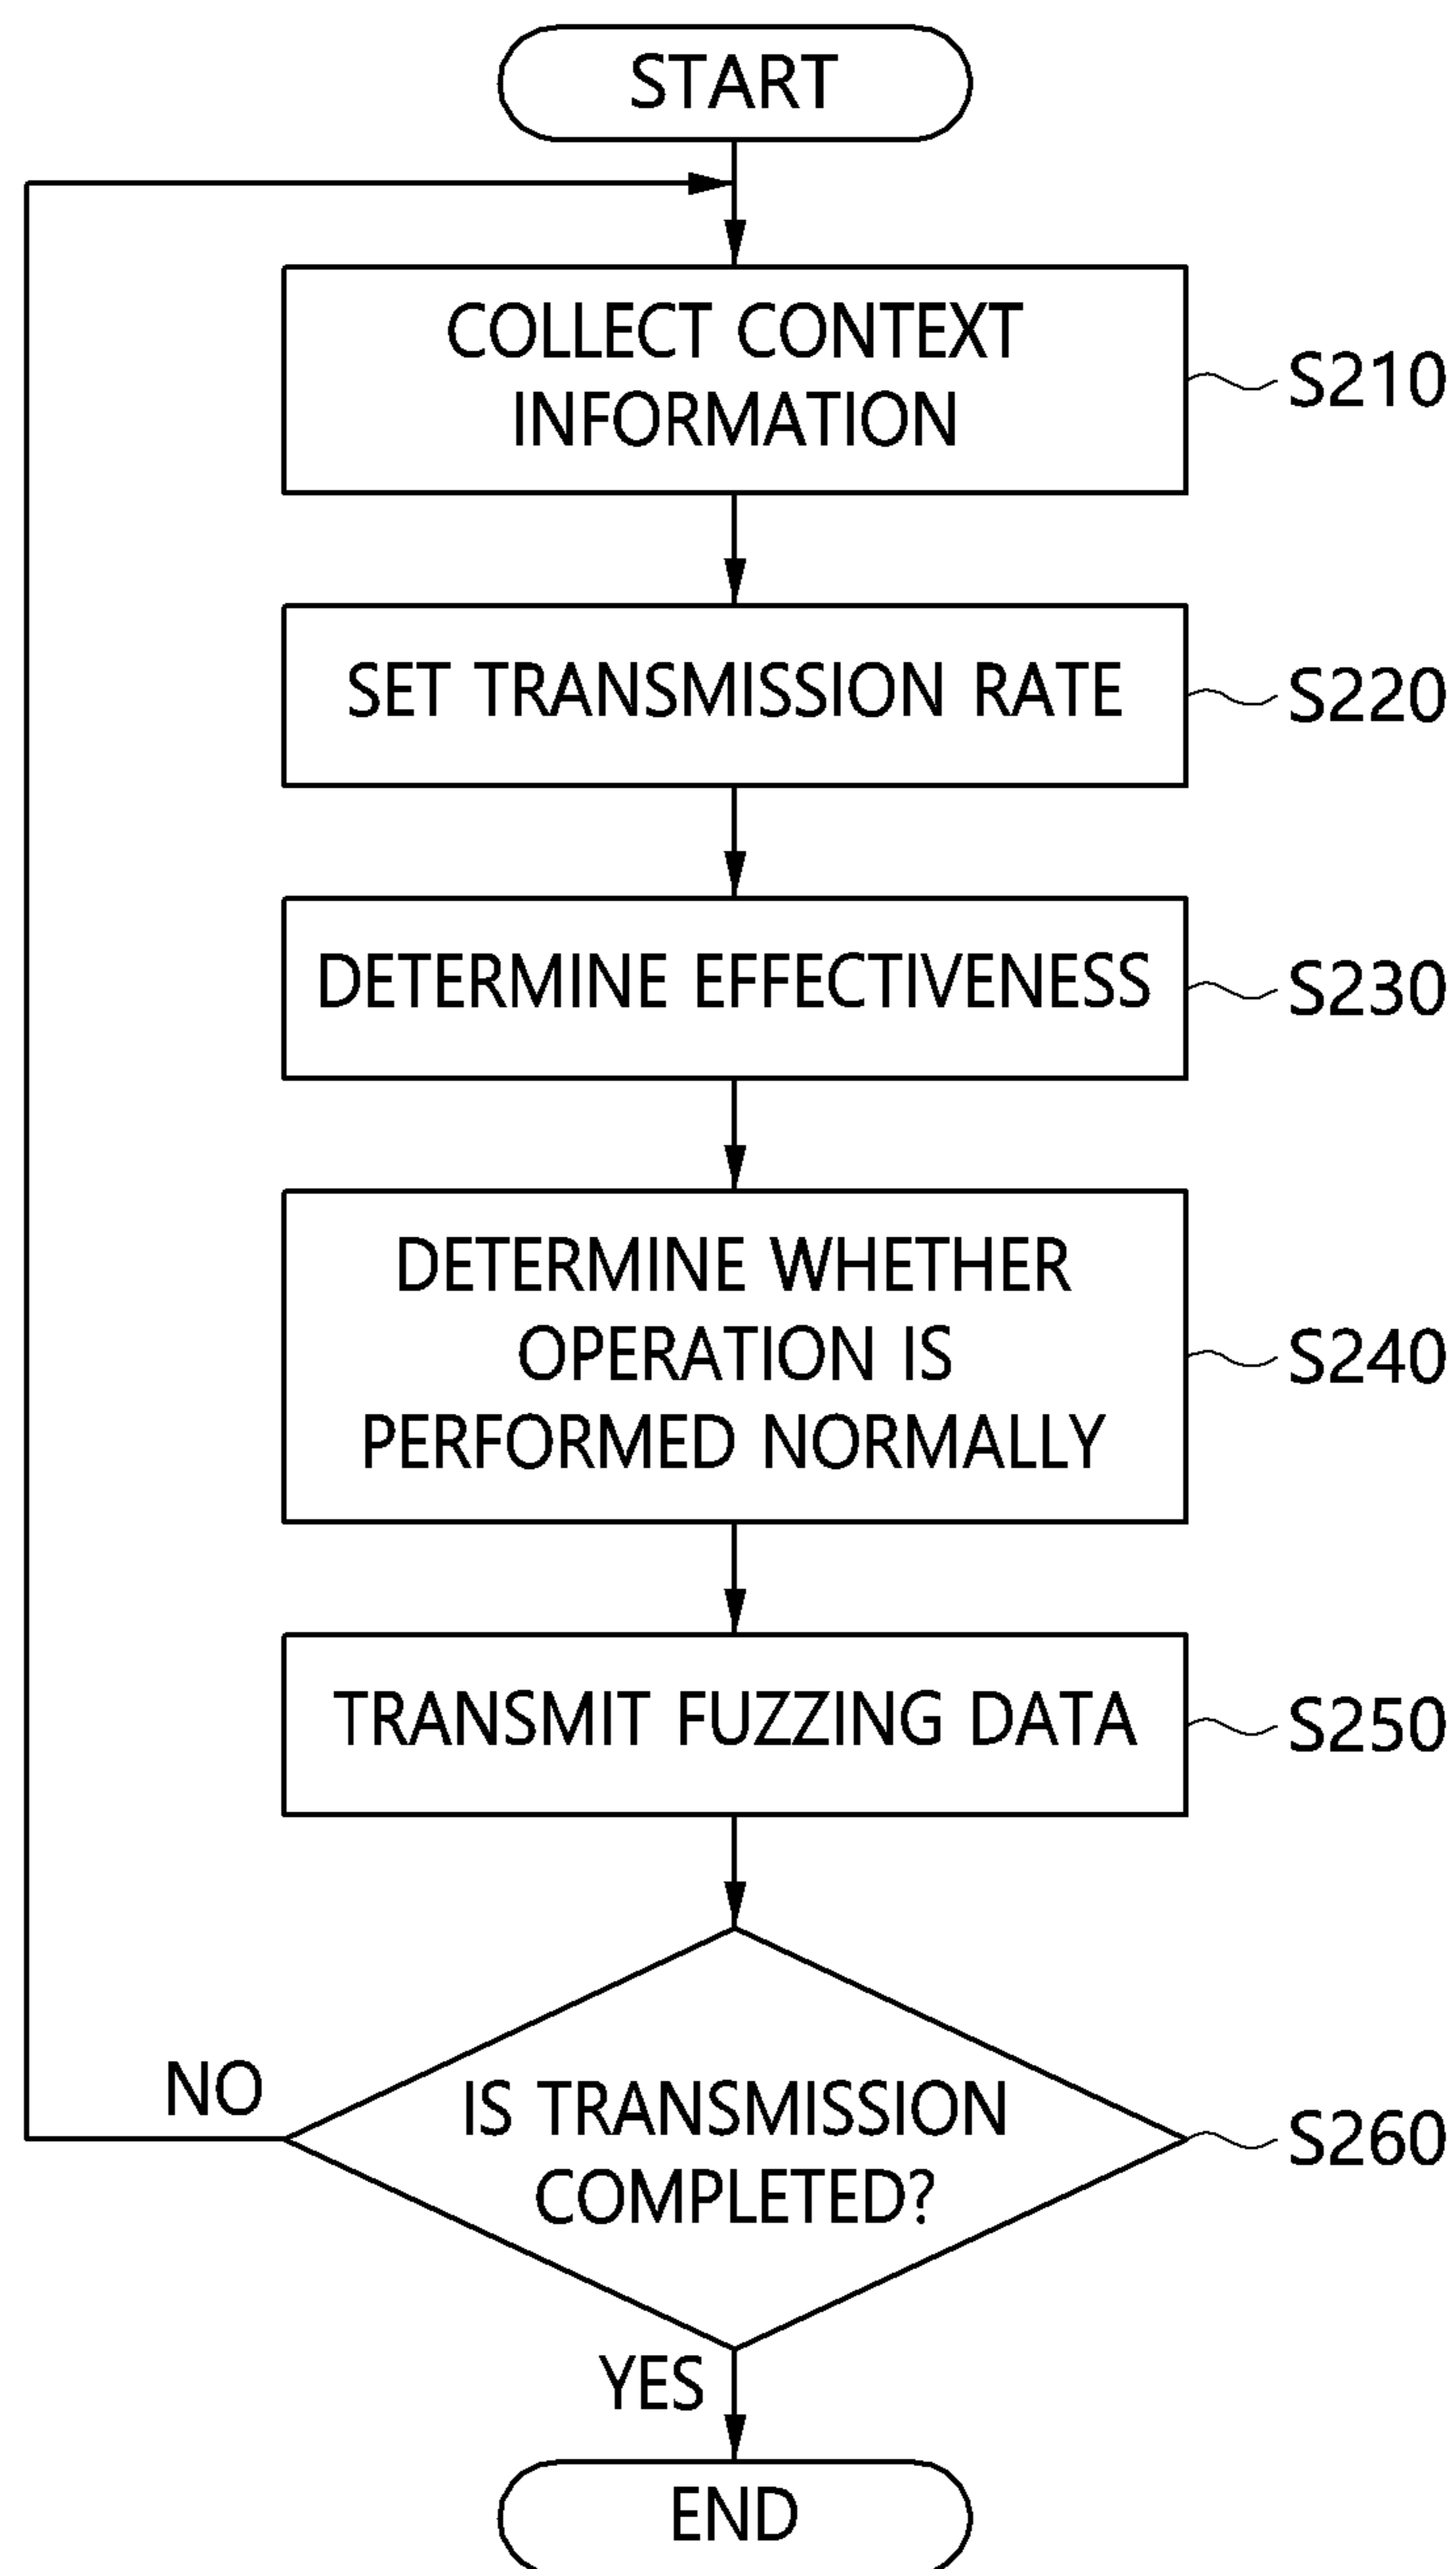 START
COLLECT CONTEXT
INFORMATION
S210
SET TRANSMISSION RATE
S220
DETERMINE EFFECTIVENESS
S230
DETERMINE WHETHER
OPERATION IS
PERFORMED NORMALLY
S240
TRANSMIT FUZZING DATA
S250
NO
IS TRANSMISSION
COMPLETED?
S260
YES
END